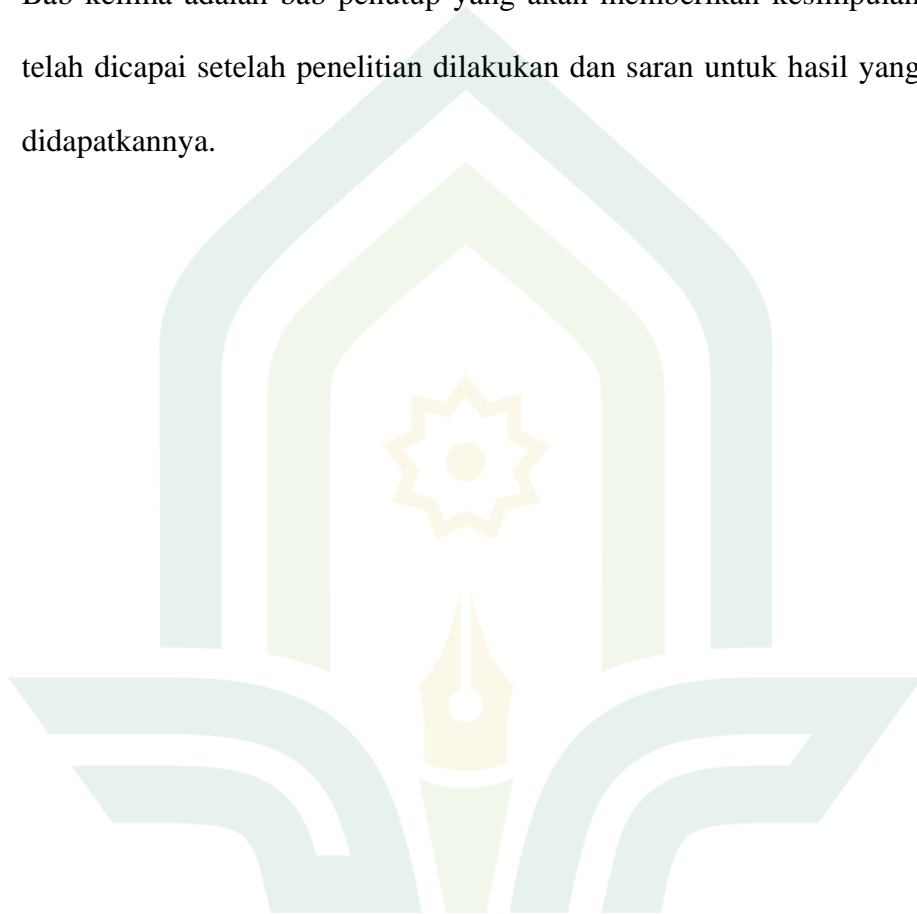 Bab kelima adalah bab penutup yang akan memberikan kesimpulan
telah dicapai setelah penelitian dilakukan dan saran untuk hasil yang
didapatkannya.